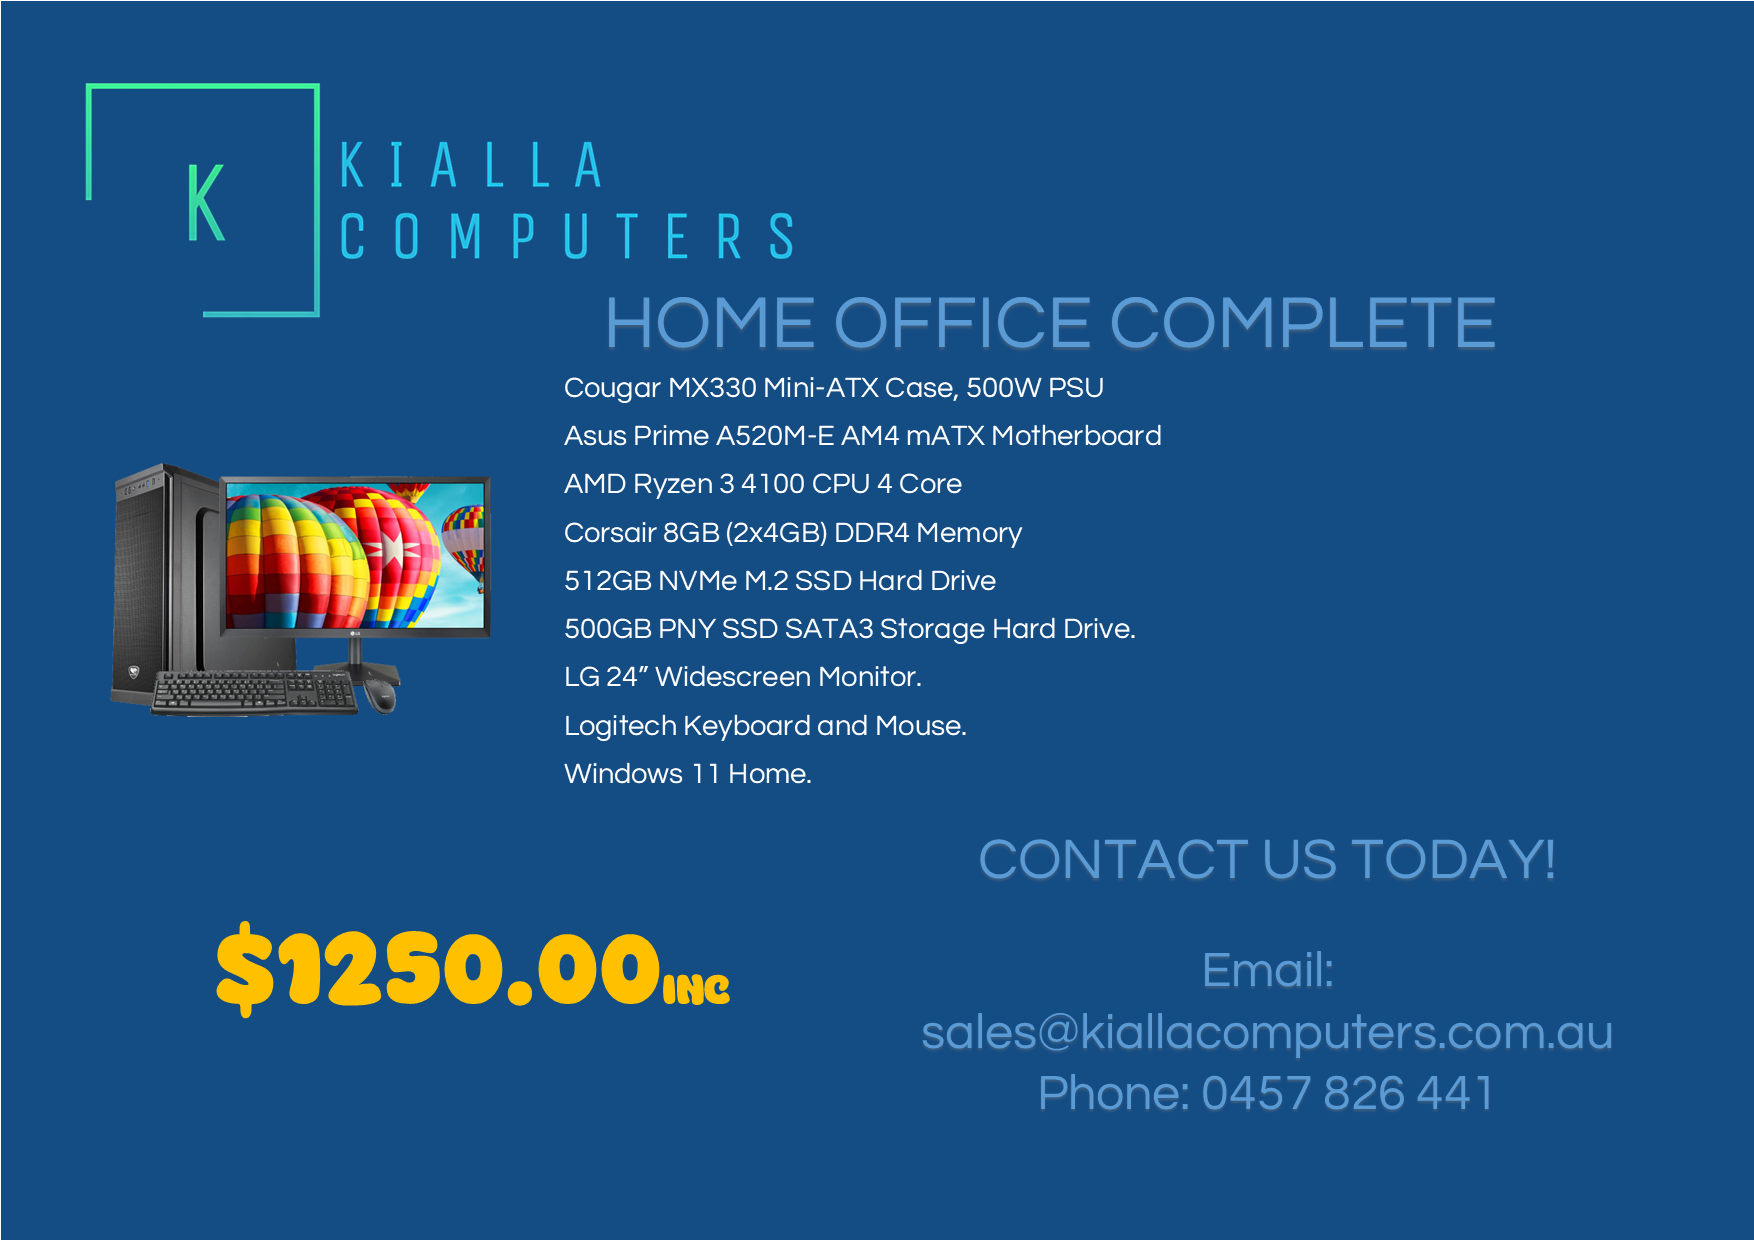 K
KIALLA
COMPUTERS
HOME OFFICE COMPLETE
Cougar MX330 Mini-ATX Case, 500W PSU
Asus Prime A520M-E AM4 mATX Motherboard
AMD Ryzen 3 4100 CPU 4 Core
Corsair 8GB (2x4GB) DDR4 Memory
512GB NVMe M.2 SSD Hard Drive
500GB PNY SSD SATA3 Storage Hard Drive.
LG 24” Widescreen Monitor.
Logitech Keyboard and Mouse.
Windows 11 Home.
CONTACT US TODAY!
$1250.00INC
Email:
sales@kiallacomputers.com.au
Phone: 0457 826 441